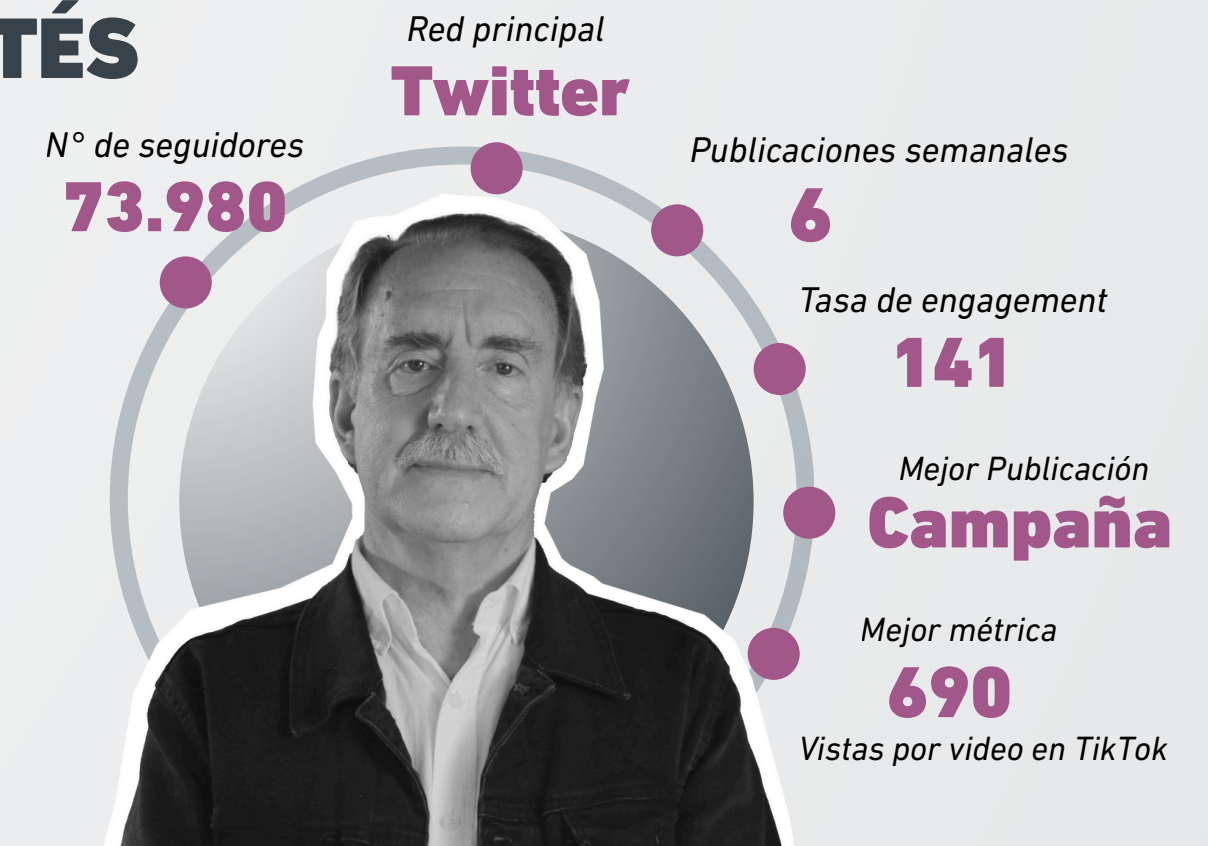 TÉS
Red principal
Twitter
N° de seguidores
73.980
Publicaciones semanales
6
Tasa de engagement
141
Mejor Publicación
Campaña
Mejor métrica
690
Vistas por video en TikTok